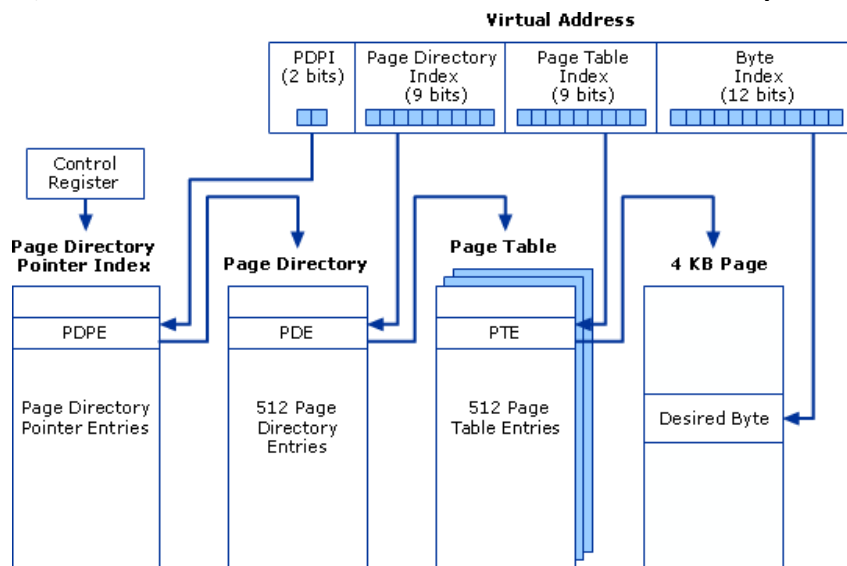 Virtual Address
PDPI
(2 bits)
Page Directory
Index
(9 bits)
Page Table
Index
(9 bits)
Byte
Index
(12 bits)
Control
Register
Page Directory
Pointer Index
Page Directory
Page Table
4 KB Page
PDPE
PDE
PTE
Page Directory
Pointer Entries
512 Page
Directory
Entries
512 Page
Table Entries
Desired Byte